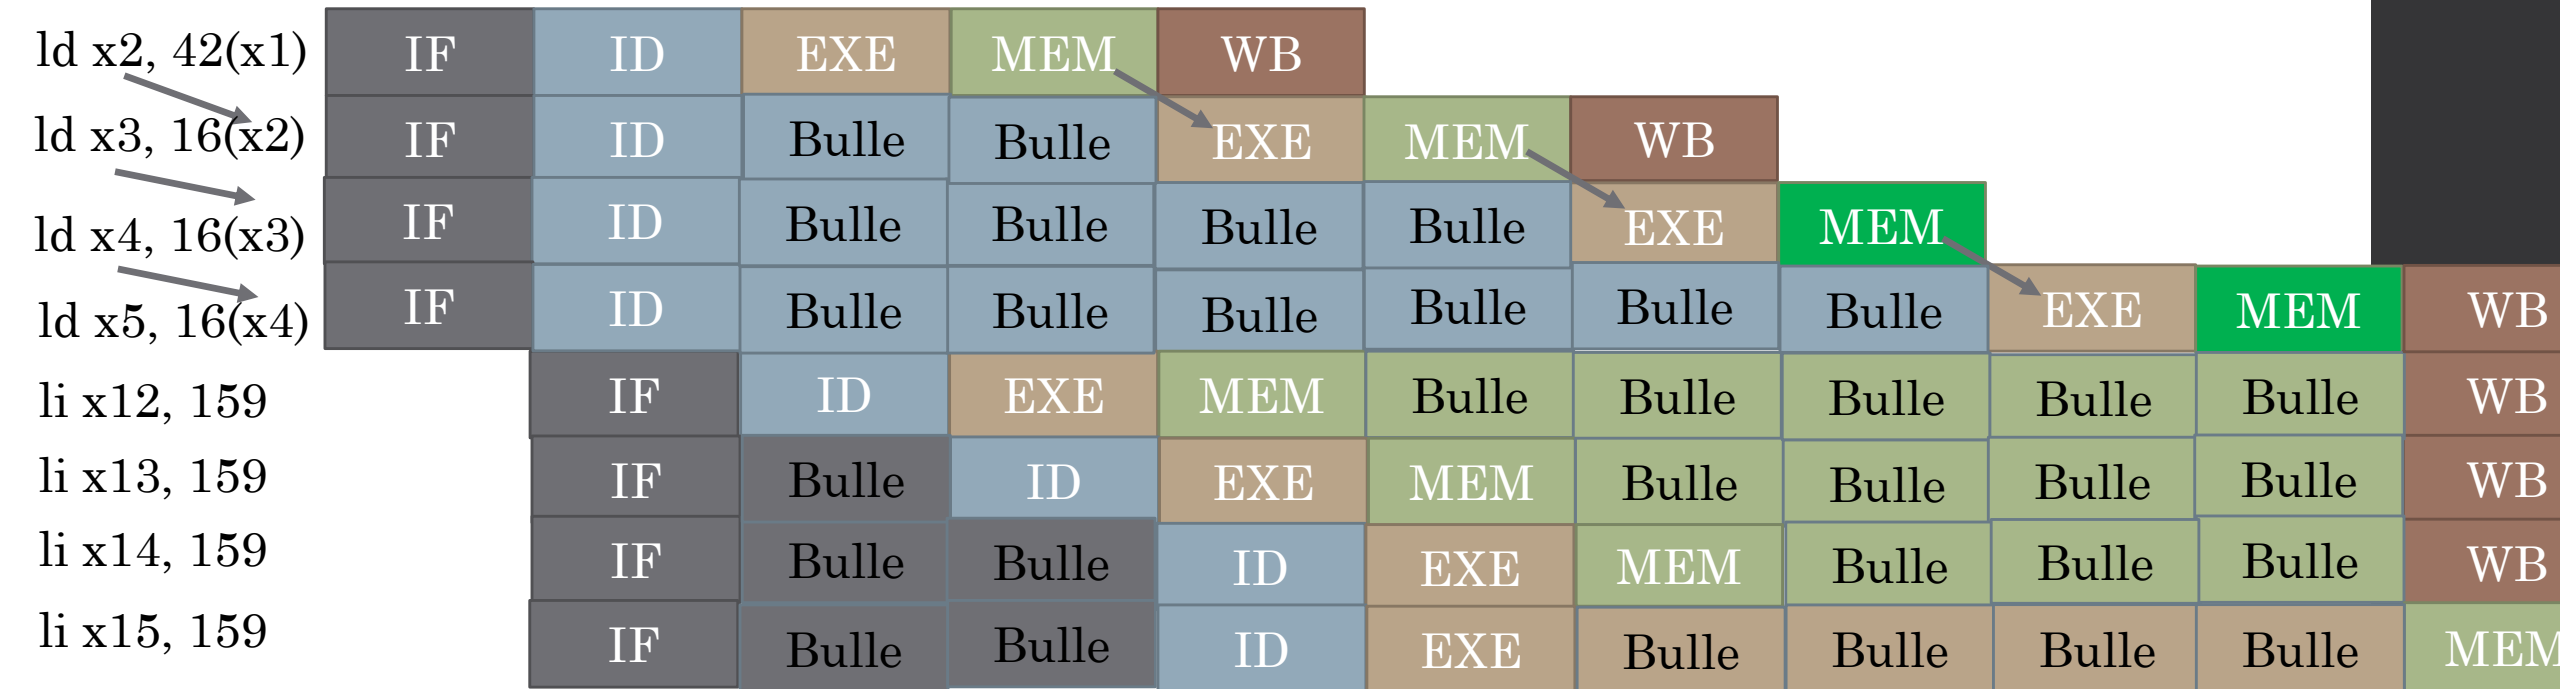 ld x2, 42(x1) IF ID EXE MEM WB
ld x3, 16(x2) IF ID Bulle Bulle EXE MEM WB
ld x4, 16(x3) IF ID Bulle Bulle Bulle Bulle EXE MEM
ld x5, 16(x4) IF ID Bulle Bulle Bulle Bulle Bulle Bulle EXE MEM WB
li x12, 159 IF ID EXE MEM Bulle Bulle Bulle Bulle Bulle WB
li x13, 159 IF Bulle ID EXE MEM Bulle Bulle Bulle Bulle WB
li x14, 159 IF Bulle Bulle ID EXE MEM Bulle Bulle Bulle WB
li x15, 159 IF Bulle Bulle ID EXE Bulle Bulle Bulle Bulle MEM